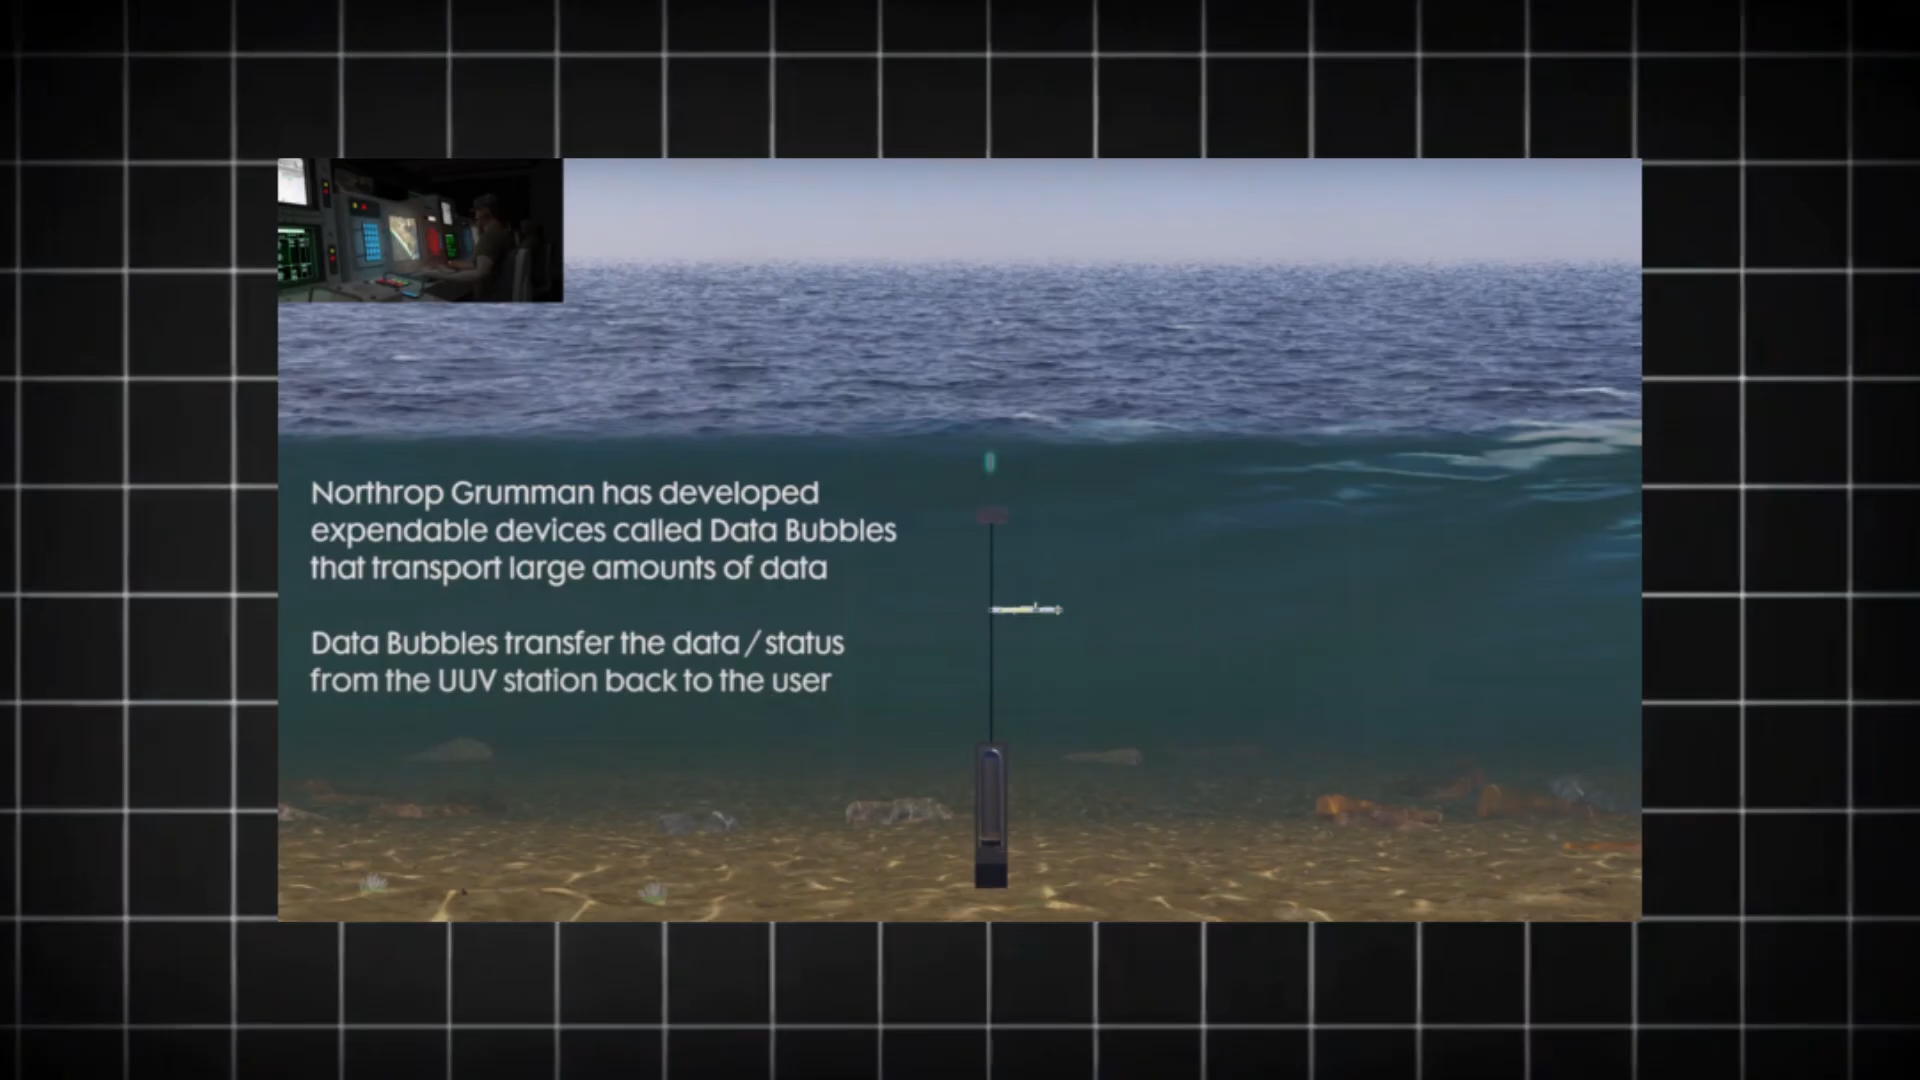 Northrop Grumman has developed
expendable devices called Data Bubbles
that transport large amounts of data
Data Bubbles transfer the data / status
from the UUV station back to the user